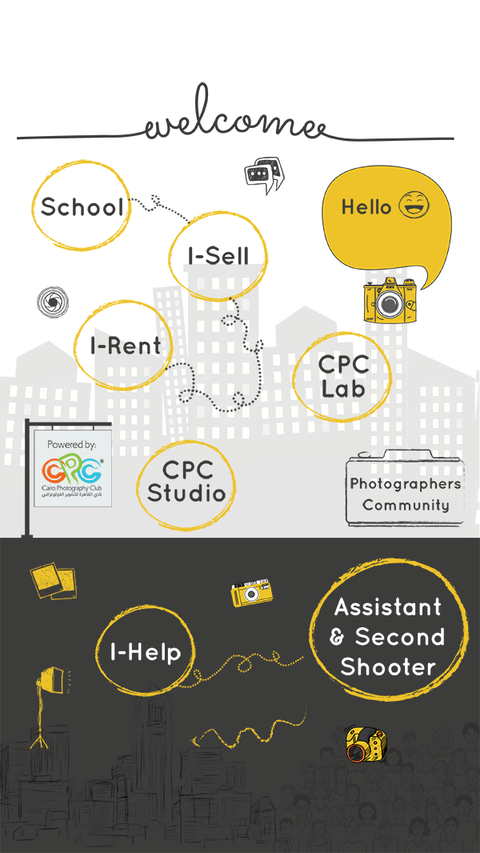 welcome
School
Hello
I-Sell
I-Rent
CPC
Lab
Powered by:
CPC
Cairo Photography Club
نادي القاهرة للتصوير الفوتوغرافي
CPC
Studio
Photographers
Community
Assistant
& Second
Shooter
I-Help